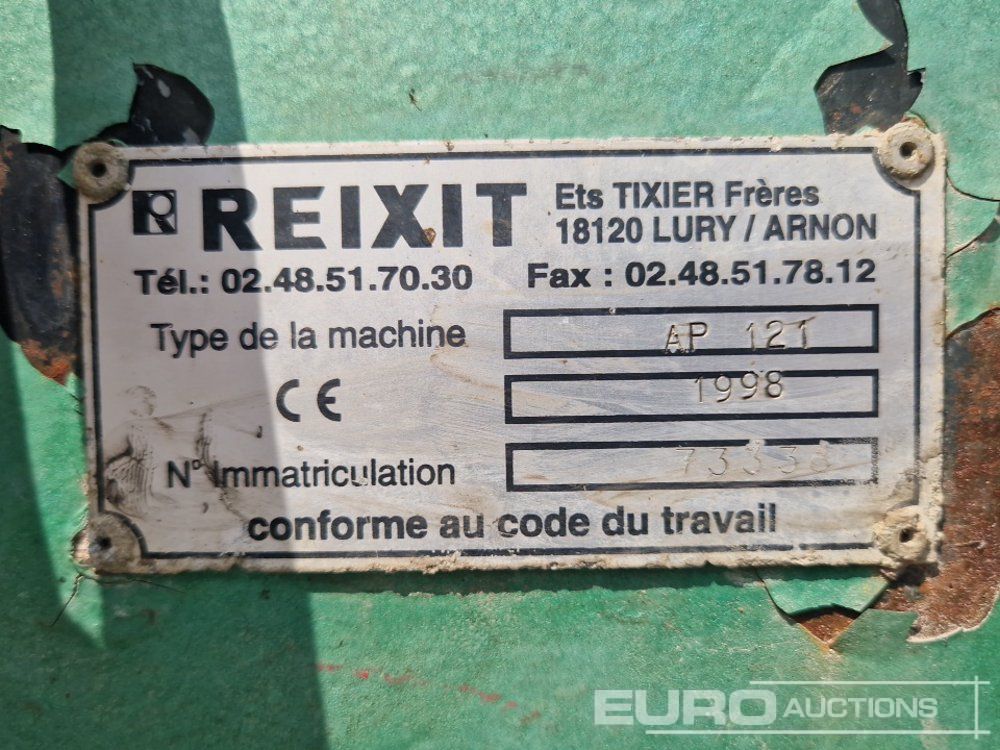 REIXIT
Ets TIXIER Frères
18120 LURY / ARNON
Tél.: 02.48.51.70.30 Fax : 02.48.51.78.12
Type de la machine AP 121
CE 1998
N° Immatriculation
conforme au code du travail
EURO AUCTIONS